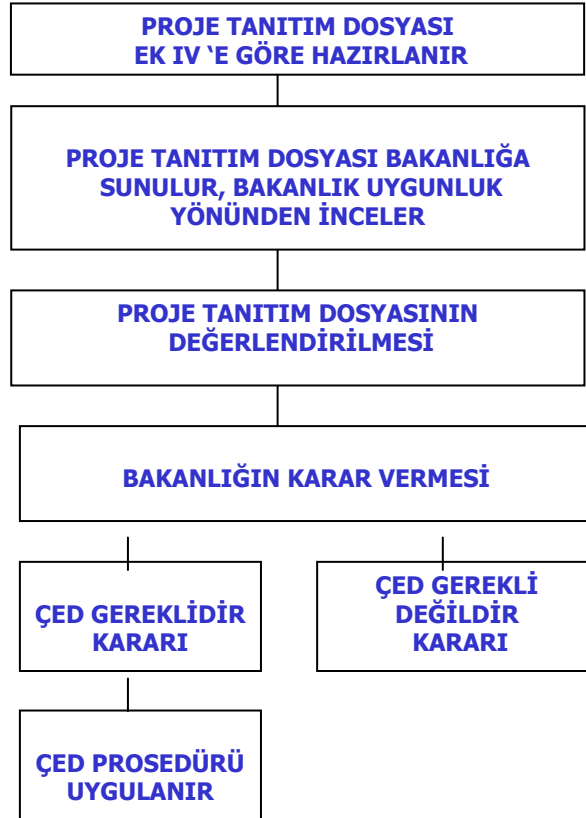 PROJE TANITIM DOSYASI
EK IV ‘E GÖRE HAZIRLANIR
PROJE TANITIM DOSYASI BAKANLIĞA
SUNULUR, BAKANLIK UYGUNLUK
YÖNÜNDEN İNCELER
PROJE TANITIM DOSYASININ
DEĞERLENDİRİLMESİ
BAKANLIĞIN KARAR VERMESİ
ÇED GEREKLİDİR
KARARI
ÇED GEREKLİ
DEĞİLDİR
KARARI
ÇED PROSEDÜRÜ
UYGULANIR